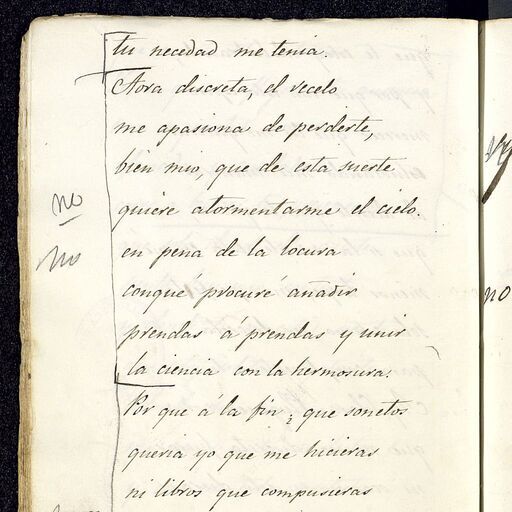 tu necedad me tenia.
Aora discreta, el recelo
me apasiona de perderte,
bien mio, que de esta suerte
quiere atormentarme el cielo.
no
en pena de la locura
no
conqué procuré añadir
no
prendas á prendas y unir
la ciencia con la hermosura.
Por que á la fin ¿ que sonetos
queria yo que me hicieras
ni libros que compusieras